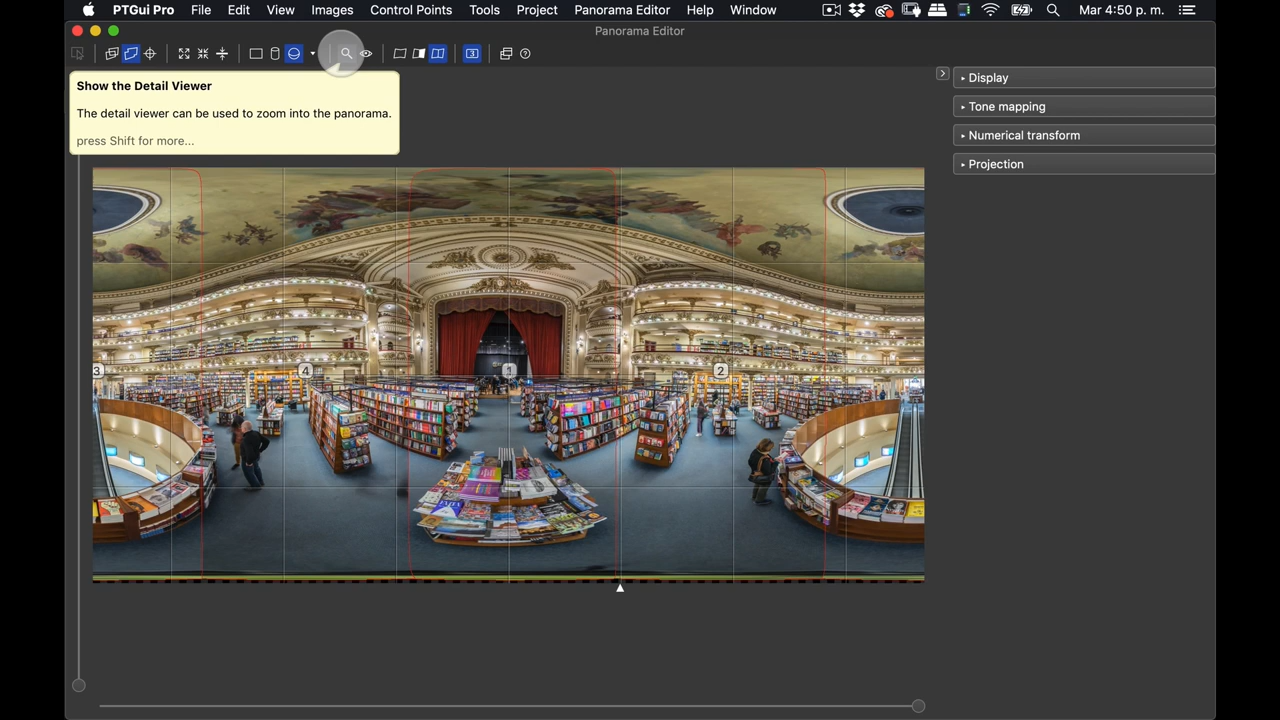 PTGui Pro File Edit View Images Control Points Tools Project Panorama Editor Help Window Mar 4:50 p. m.
Panorama Editor
Show the Detail Viewer
The detail viewer can be used to zoom into the panorama.
press Shift for more...
Display
Tone mapping
Numerical transform
Projection
3 4 1 2